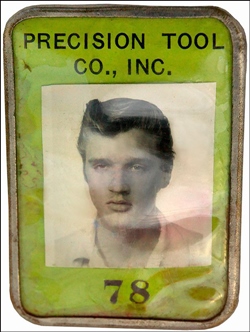 PRECISION TOOL
CO., INC.
78